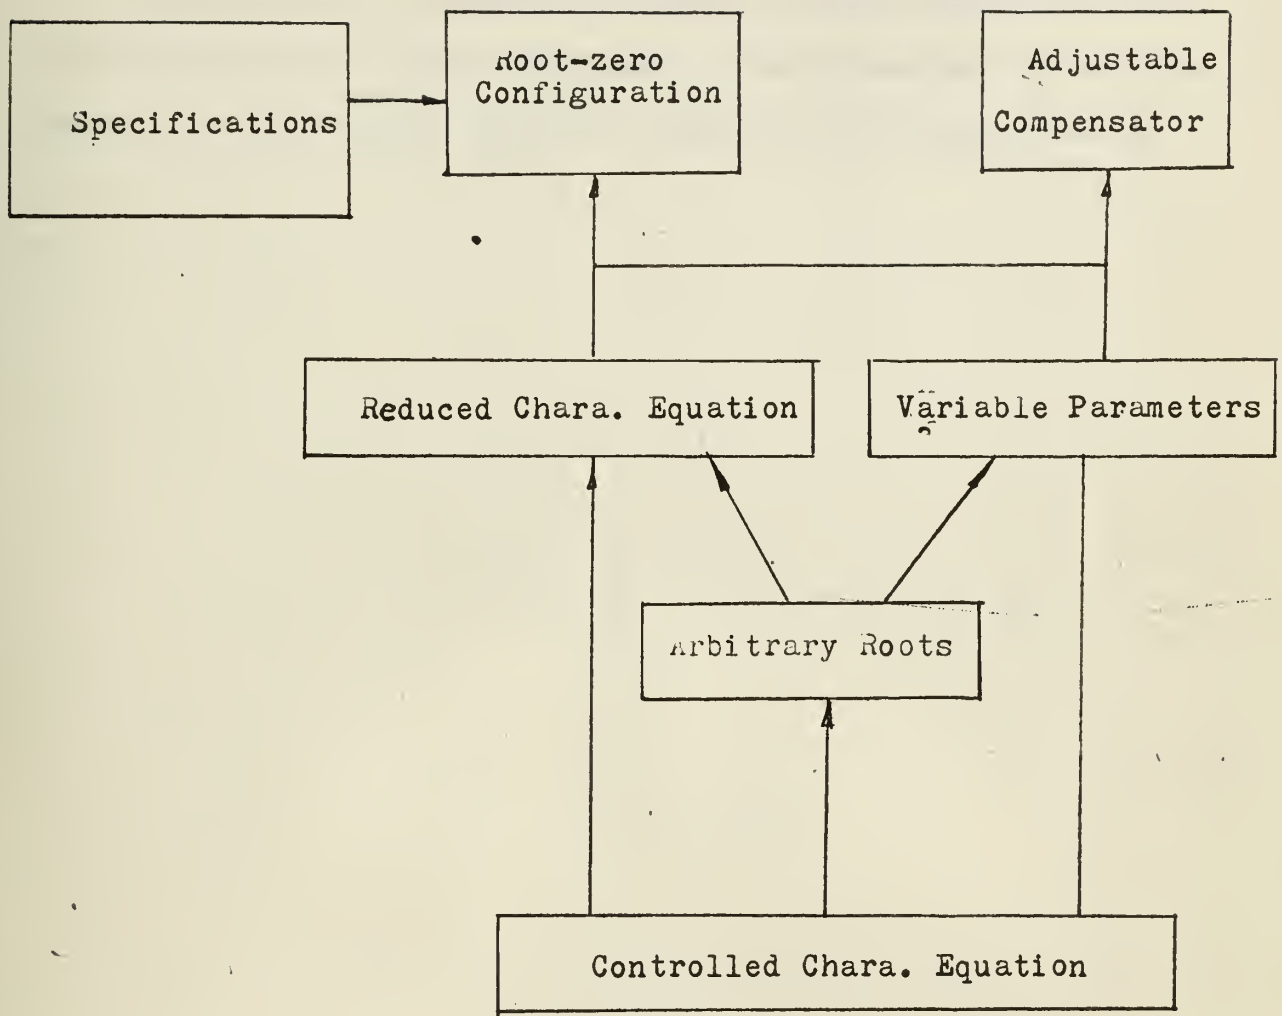 Root-zero
Configuration
Adjustable
Compensator
Specifications
Reduced Chara. Equation
Variable Parameters
Arbitrary Roots
Controlled Chara. Equation